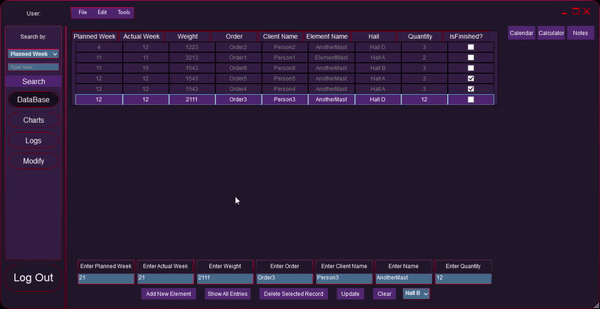 User:
File Edit Tools
Search by:
Planned Week
Type here...
Search
DataBase
Charts
Logs
Modify
Log Out
Planned Week Actual Week Weight Order Client Name Element Name Hall Quantity IsFinished?
4 12 1223 Order2 Person2 AnotherMast Hall D 3
11 11 3213 Order1 Person1 ElementMast Hall A 2
11 1543 AnotherMast Hall B 3
12 12 1543 Order5 Person5 AnotherMast Hall A 3
12 12 1543 Order4 Person4 AnotherMast Hall A 3
12 12 2111 Order3 Person3 AnotherMast Hall D 12
Calendar Calculator Notes
Enter Planned Week Enter Actual Week Enter Weight Enter Order Enter Client Name Enter Name Enter Quantity
21 21 2111 Order3 Person3 AnotherMast 12
Add New Element Show All Entries Delete Selected Record Update Clear Hall B